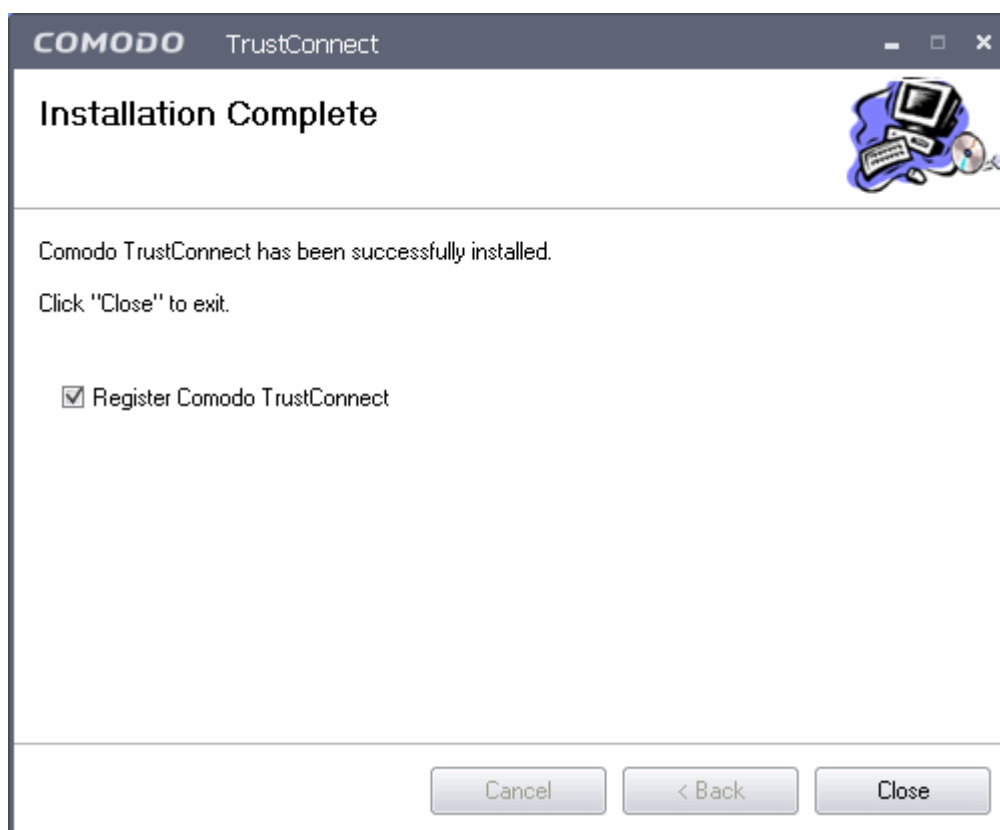 COMODO TrustConnect
Installation Complete
Comodo TrustConnect has been successfully installed.
Click "Close" to exit.
Register Comodo TrustConnect
Cancel
< Back
Close